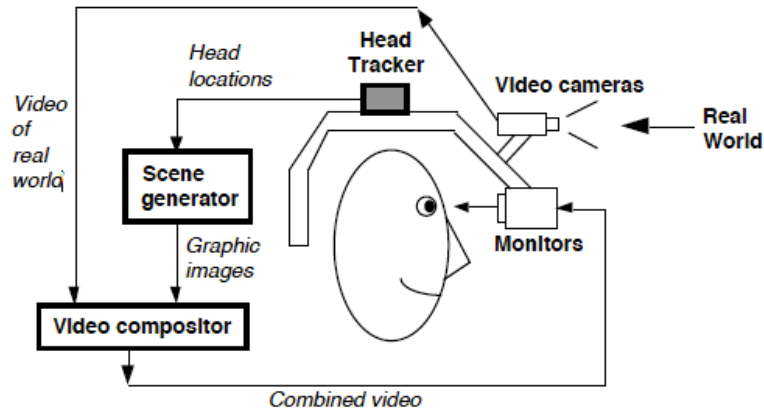 Head
Tracker
Head
locations
Video cameras
Video
of
real
world
Real
World
Scene
generator
Monitors
Graphic
images
Video compositor
Combined video